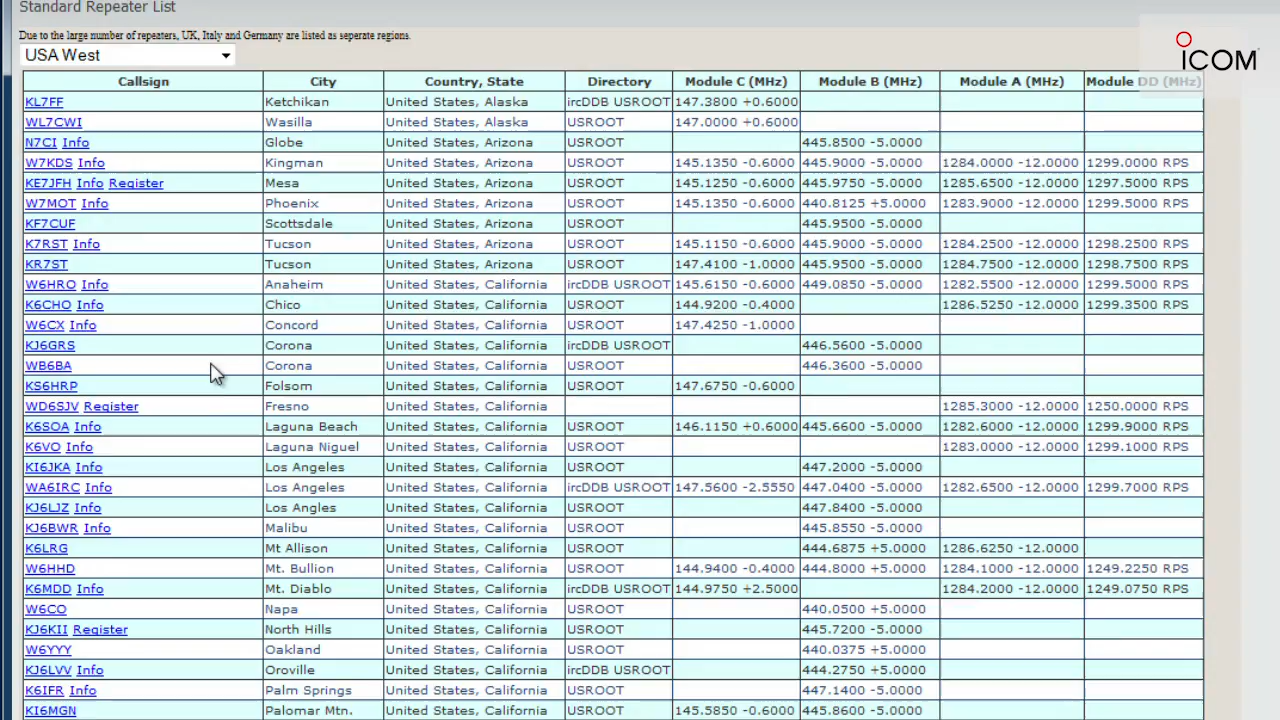 Standard Repeater List
Due to the large number of repeaters, UK, Italy and Germany are listed as seperate regions.
USA West
ICOM
Callsign City Country, State Directory Module C (MHz) Module B (MHz) Module A (MHz) Module DD (MHz)
KL7FF Ketchikan United States, Alaska ircDDB USROOT 147.3800 +0.6000
WL7CWI Wasilla United States, Alaska USROOT 147.0000 +0.6000
N7CI Info Globe United States, Arizona USROOT 445.8500 -5.0000
W7KDS Info Kingman United States, Arizona USROOT 145.1350 -0.6000 445.9000 -5.0000 1284.0000 -12.0000 1299.0000 RPS
KE7JFH Info Register Mesa United States, Arizona USROOT 145.1250 -0.6000 445.9750 -5.0000 1285.6500 -12.0000 1297.5000 RPS
W7MOT Info Phoenix United States, Arizona USROOT 145.1350 -0.6000 440.8125 +5.0000 1283.9000 -12.0000 1299.5000 RPS
KF7CUF Scottsdale United States, Arizona USROOT 445.9500 -5.0000
K7RST Info Tucson United States, Arizona USROOT 145.1150 -0.6000 445.9000 -5.0000 1284.2500 -12.0000 1298.2500 RPS
KR7ST Tucson United States, Arizona USROOT 147.4100 -1.0000 445.9500 -5.0000 1284.7500 -12.0000 1298.7500 RPS
W6HRO Info Anaheim United States, California ircDDB USROOT 145.6150 -0.6000 449.0850 -5.0000 1282.5500 -12.0000 1299.5000 RPS
K6CHO Info Chico United States, California USROOT 144.9200 -0.4000 1286.5250 -12.0000 1299.3500 RPS
W6CX Info Concord United States, California USROOT 147.4250 -1.0000
KJ6GRS Corona United States, California ircDDB USROOT 446.5600 -5.0000
WB6BA Corona United States, California USROOT 446.3600 -5.0000
KS6HRP Folsom United States, California USROOT 147.6750 -0.6000
WD6SJV Register Fresno United States, California 1285.3000 -12.0000 1250.0000 RPS
K6SOA Info Laguna Beach United States, California USROOT 146.1150 +0.6000 445.6600 -5.0000 1282.6000 -12.0000 1299.9000 RPS
K6VO Info Laguna Niguel United States, California USROOT 1283.0000 -12.0000 1299.1000 RPS
KI6JKA Info Los Angeles United States, California USROOT 447.2000 -5.0000
WA6IRC Info Los Angeles United States, California ircDDB USROOT 147.5600 -2.5550 447.0400 -5.0000 1282.6500 -12.0000 1299.7000 RPS
KJ6LJZ Info Los Angles United States, California USROOT 447.8400 -5.0000
KJ6BWR Info Malibu United States, California USROOT 445.8550 -5.0000
K6LRG Mt Allison United States, California USROOT 444.6875 +5.0000 1286.6250 -12.0000
W6HHD Mt. Bullion United States, California USROOT 144.9400 -0.4000 444.8000 +5.0000 1284.1000 -12.0000 1249.2250 RPS
K6MDD Info Mt. Diablo United States, California ircDDB USROOT 144.9750 +2.5000 1284.2000 -12.0000 1249.0750 RPS
W6CO Napa United States, California USROOT 440.0500 +5.0000
KJ6KII Register North Hills United States, California USROOT 445.7200 -5.0000
W6YYY Oakland United States, California USROOT 440.0375 +5.0000
KJ6LVV Info Oroville United States, California ircDDB USROOT 444.2750 +5.0000
K6IFR Info Palm Springs United States, California USROOT 447.1400 -5.0000
KI6MGN Palomar Mtn. United States, California USROOT 145.5850 -0.6000 445.8600 -5.0000